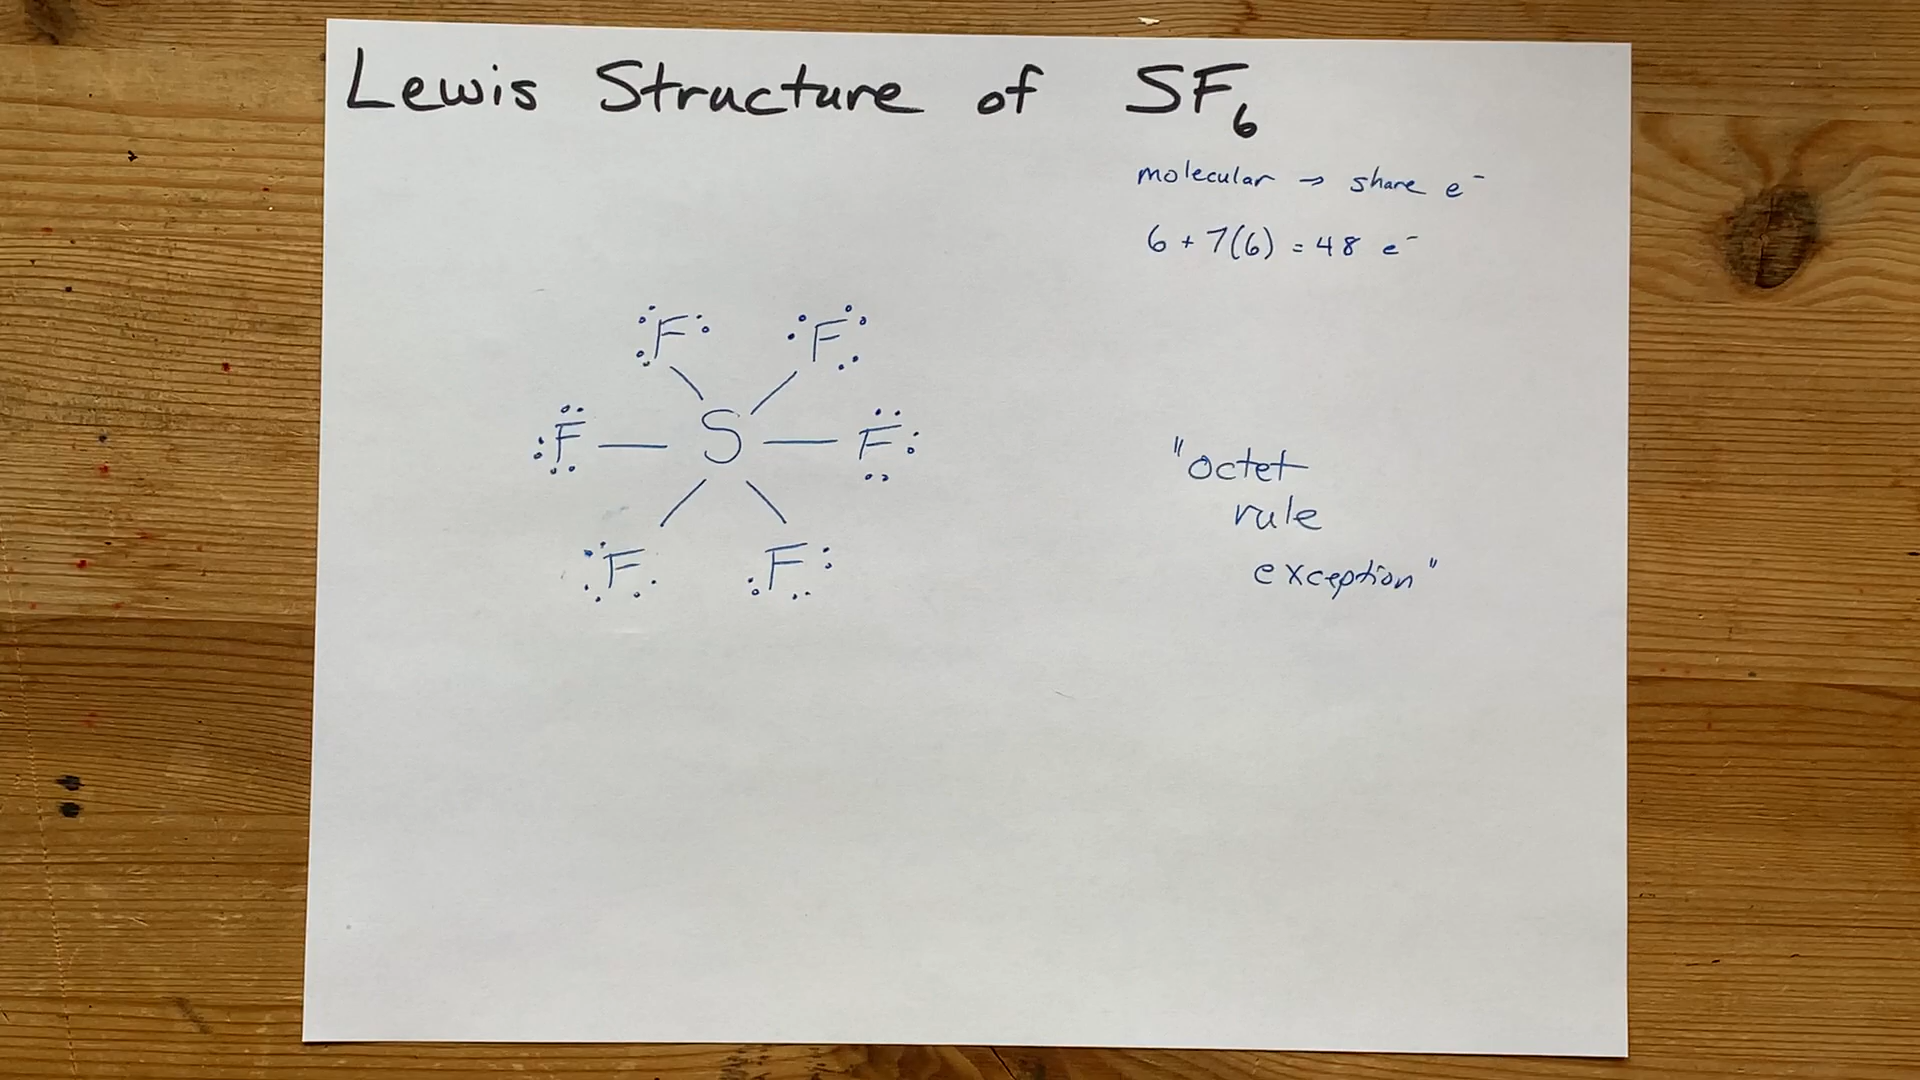 Lewis Structure of SF₆
molecular → share e⁻
6 + 7(6) = 48 e⁻
F F
F S F
F F
"octet
rule
exception"